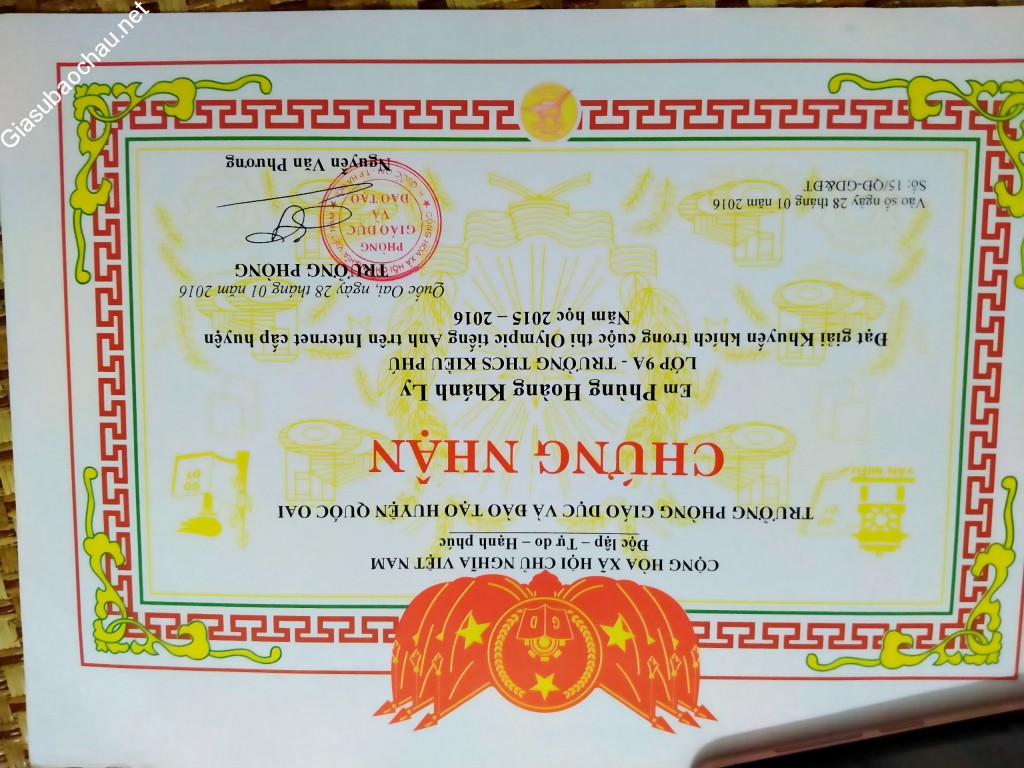 Giasubaochau.net
CỘNG HÒA XÃ HỘI CHỦ NGHĨA VIỆT NAM
Độc lập – Tự do – Hạnh phúc
TRƯỞNG PHÒNG GIÁO DỤC VÀ ĐÀO TẠO HUYỆN QUỐC OAI
CHỨNG NHẬN
Em Phùng Hoàng Khánh Ly
LỚP 9A - TRƯỜNG THCS KIỀU PHÚ
Đạt giải Khuyến khích trong cuộc thi Olympic tiếng Anh trên Internet cấp huyện
Năm học 2015 – 2016
Quốc Oai, ngày 28 tháng 01 năm 2016
TRƯỞNG PHÒNG
PHÒNG
GIÁO DỤC
VÀ
ĐÀO TẠO
Nguyễn Văn Phương
Vào sổ ngày 28 tháng 01 năm 2016
Số: 15/QĐ-GD&ĐT
VĂN MIẾU